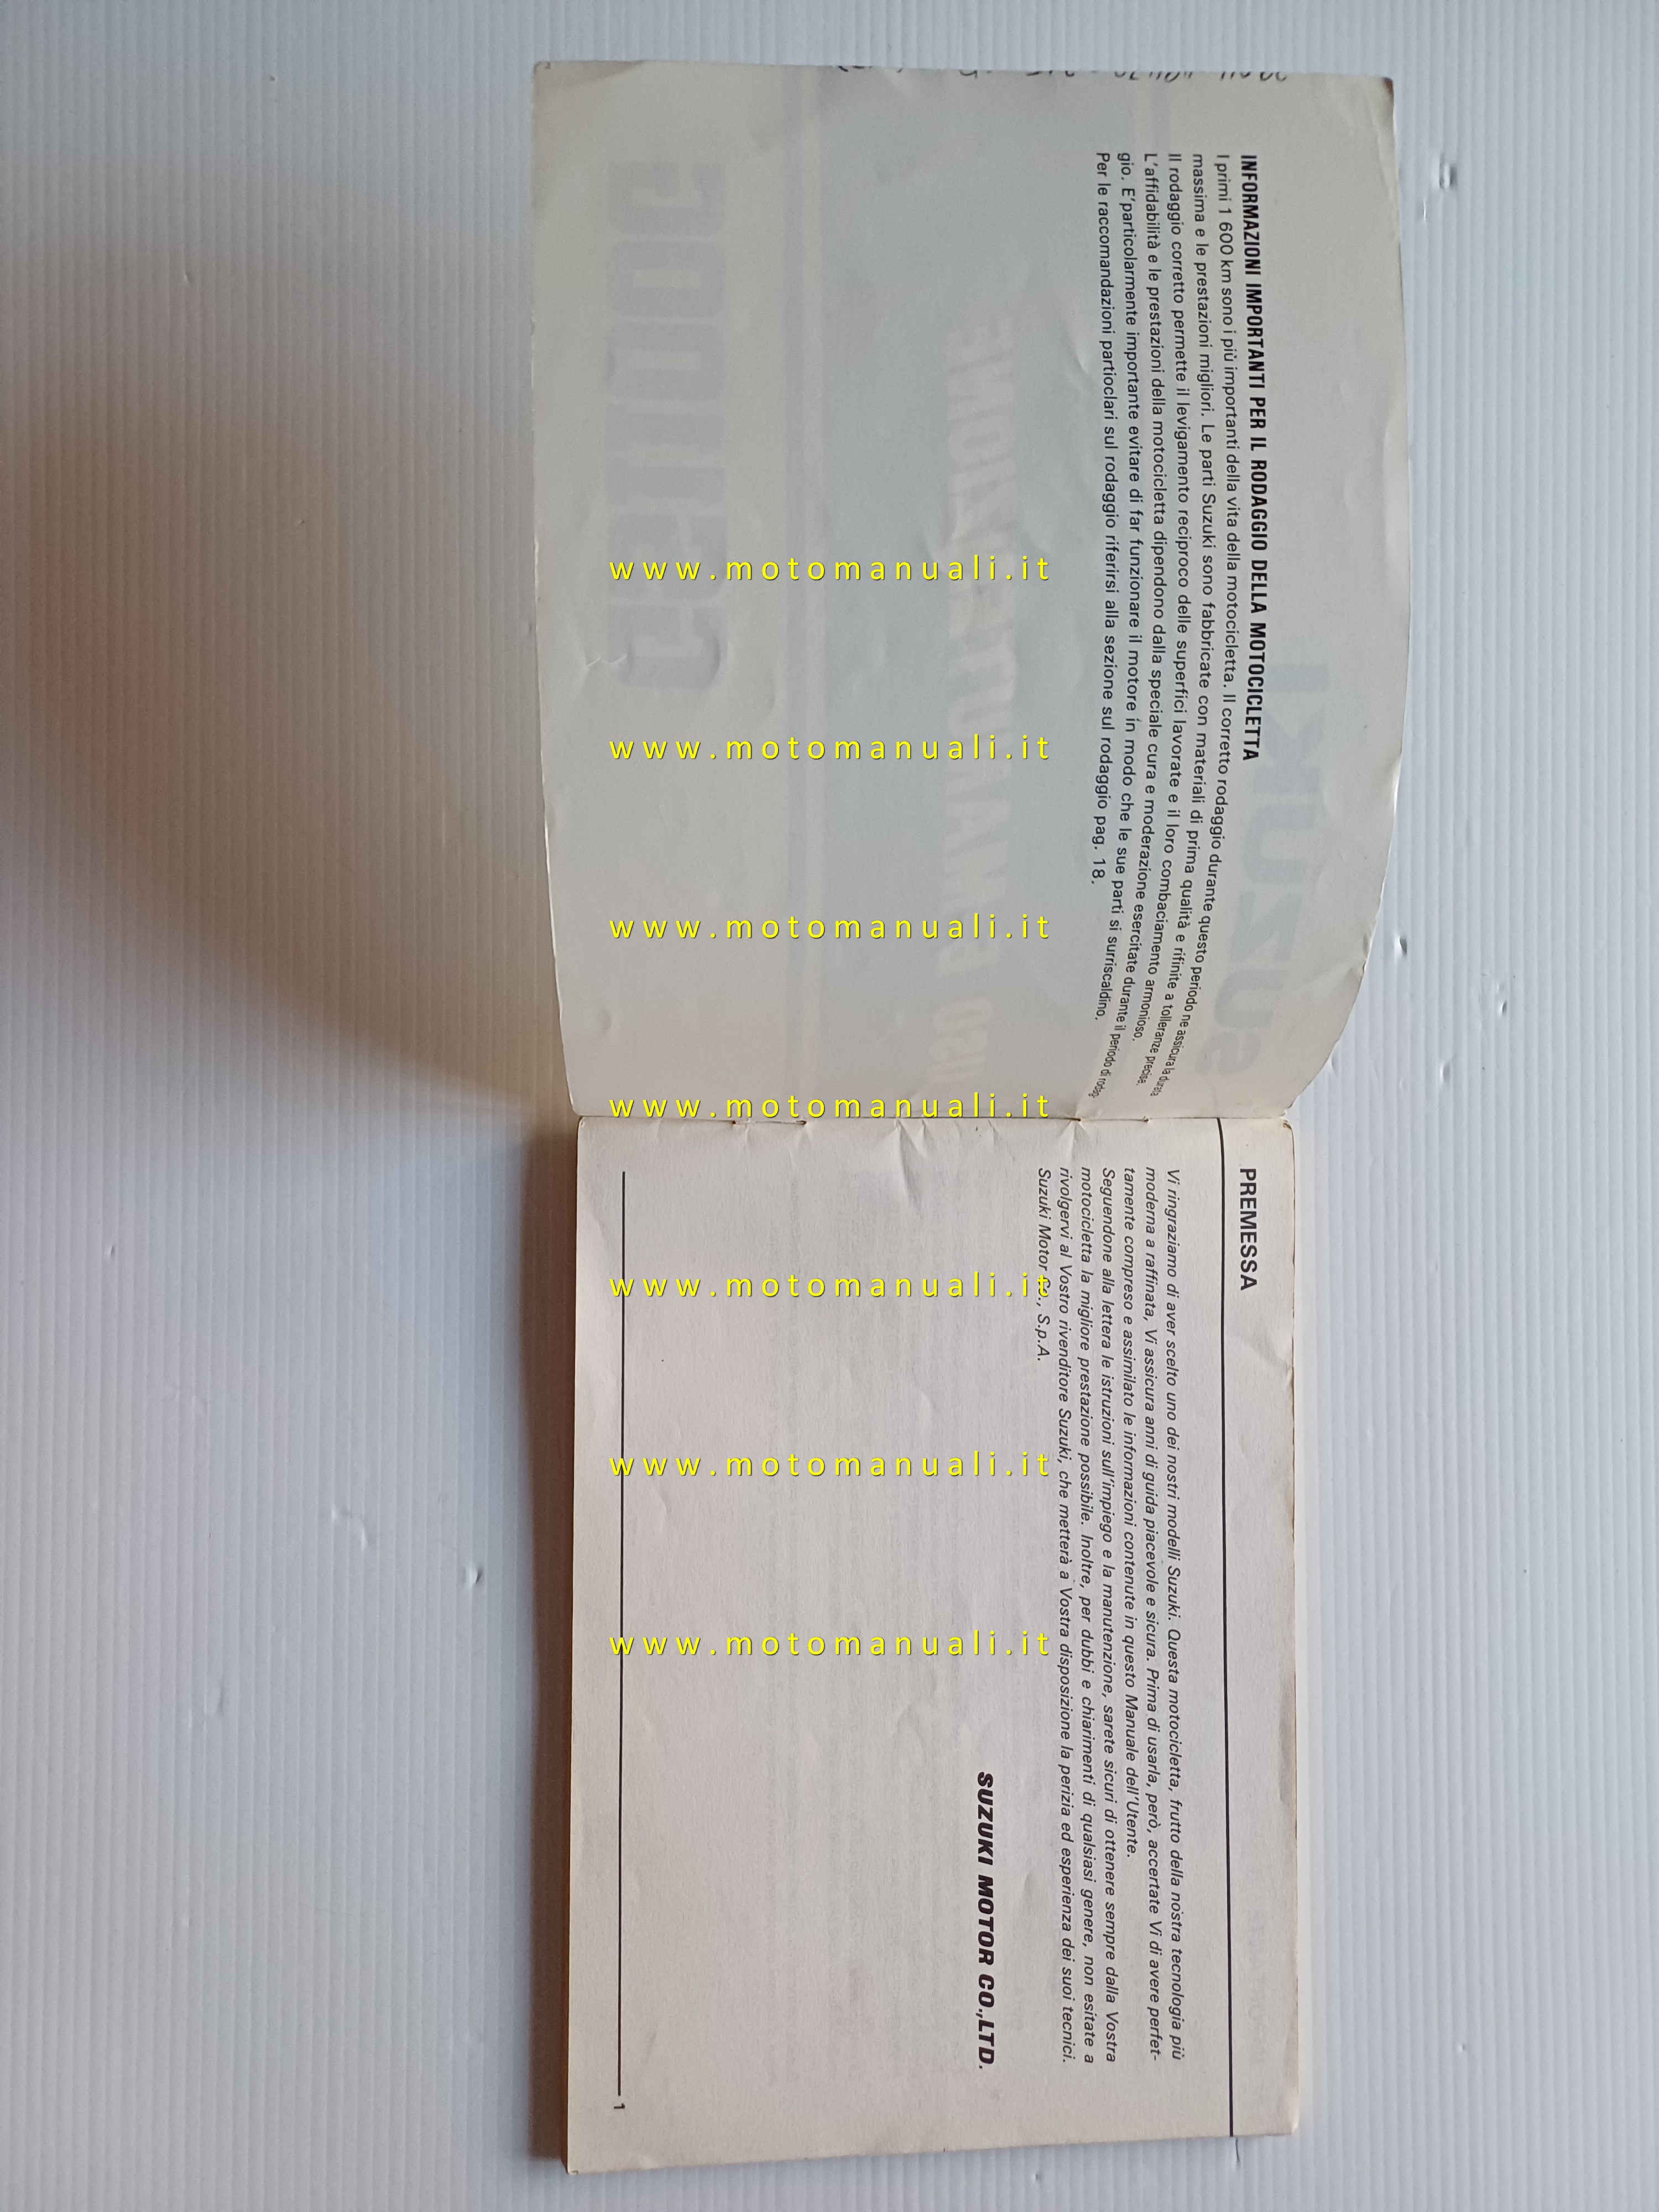 INFORMAZIONI IMPORTANTI PER IL RODAGGIO DELLA MOTOCICLETTA
I primi 1 600 km sono i più importanti della vita della motocicletta. Il corretto rodaggio durante questo periodo ne assicura la durata
massima e le prestazioni migliori. Le parti Suzuki sono fabbricate con materiali di prima qualità e rifinite a tolleranze precise.
Il rodaggio corretto permette il levigamento reciproco delle superfici lavorate e il loro combaciamento armonioso.
L'affidabilità e le prestazioni della motocicletta dipendono dalla speciale cura e moderazione esercitate durante il periodo di rodag-
gio. E'particolarmente importante evitare di far funzionare il motore in modo che le sue parti si surriscaldino.
Per le raccomandazioni partioclari sul rodaggio riferirsi alla sezione sul rodaggio pag. 18.
PREMESSA
Vi ringraziamo di aver scelto uno dei nostri modelli Suzuki. Questa motocicletta, frutto della nostra tecnologia più
moderna a raffinata, Vi assicura anni di guida piacevole e sicura. Prima di usarla, però, accertate Vi di avere perfet-
tamente compreso e assimilato le informazioni contenute in questo Manuale dell'Utente.
Seguendone alla lettera le istruzioni sull'impiego e la manutenzione, sarete sicuri di ottenere sempre dalla Vostra
motocicletta la migliore prestazione possibile. Inoltre, per dubbi e chiarimenti di qualsiasi genere, non esitate a
rivolgervi al Vostro rivenditore Suzuki, che metterà a Vostra disposizione la perizia ed esperienza dei suoi tecnici.
Suzuki Motor Co., S.p.A.
SUZUKI MOTOR CO.,LTD.
1
www.motomanuali.it
www.motomanuali.it
www.motomanuali.it
www.motomanuali.it
www.motomanuali.it
www.motomanuali.it
www.motomanuali.it